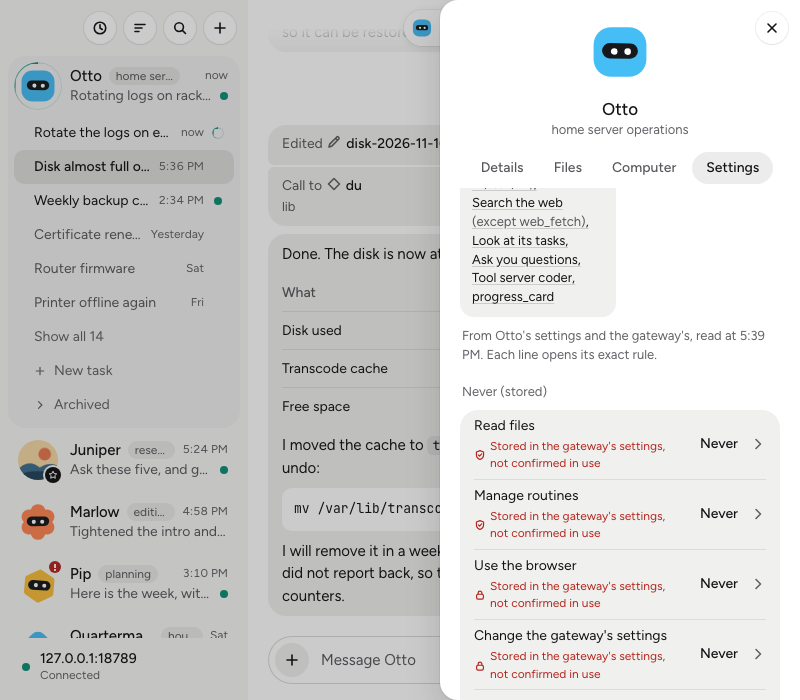 Otto home ser... now
Rotating logs on rack...
Rotate the logs on e... now
Disk almost full o... 5:36 PM
Weekly backup c... 2:34 PM
Certificate rene... Yesterday
Router firmware Sat
Printer offline again Fri
Show all 14
+ New task
Archived
Juniper rese... 5:24 PM
Ask these five, and g...
Marlow editi... 4:58 PM
Tightened the intro and...
Pip planning 3:10 PM
Here is the week, wit...
Quarterma hou... Sat
127.0.0.1:18789
Connected
so it can be restor
Edited disk-2026-11-1
Call to du
lib
Done. The disk is now at
What
Disk used
Transcode cache
Free space
I moved the cache to
undo:
mv /var/lib/transco
I will remove it in a week
did not report back, so t
counters.
Message Otto
Otto
home server operations
Details Files Computer Settings
Search the web
(except web_fetch),
Look at its tasks,
Ask you questions,
Tool server coder,
progress_card
From Otto's settings and the gateway's, read at 5:39
PM. Each line opens its exact rule.
Never (stored)
Read files
Stored in the gateway's settings,
not confirmed in use
Never
Manage routines
Stored in the gateway's settings,
not confirmed in use
Never
Use the browser
Stored in the gateway's settings,
not confirmed in use
Never
Change the gateway's settings
Stored in the gateway's settings,
not confirmed in use
Never